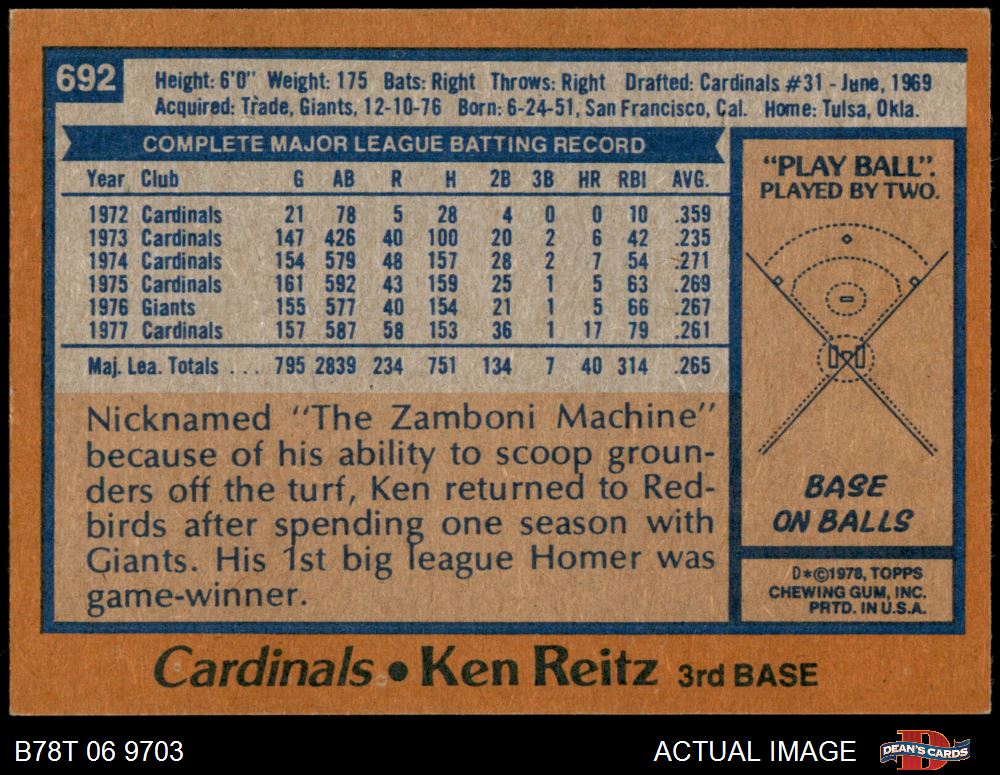 692
Height: 6'0" Weight: 175 Bats: Right Throws: Right Drafted: Cardinals #31 - June, 1969
Acquired: Trade, Giants, 12-10-76 Born: 6-24-51, San Francisco, Cal. Home: Tulsa, Okla.
COMPLETE MAJOR LEAGUE BATTING RECORD
Year Club G AB R H 2B 3B HR RBI AVG.
1972 Cardinals 21 78 5 28 4 0 0 10 .359
1973 Cardinals 147 426 40 100 20 2 6 42 .235
1974 Cardinals 154 579 48 157 28 2 7 54 .271
1975 Cardinals 161 592 43 159 25 1 5 63 .269
1976 Giants 155 577 40 154 21 1 5 66 .267
1977 Cardinals 157 587 58 153 36 1 17 79 .261
Maj. Lea. Totals . . . 795 2839 234 751 134 7 40 314 .265
Nicknamed "The Zamboni Machine"
because of his ability to scoop groun-
ders off the turf, Ken returned to Red-
birds after spending one season with
Giants. His 1st big league Homer was
game-winner.
"PLAY BALL".
PLAYED BY TWO.
BASE
ON BALLS
D*©1978, TOPPS
CHEWING GUM, INC.
PRTD. IN U.S.A.
Cardinals • Ken Reitz 3rd BASE
B78T 06 9703
ACTUAL IMAGE
D
DEAN'S CARDS